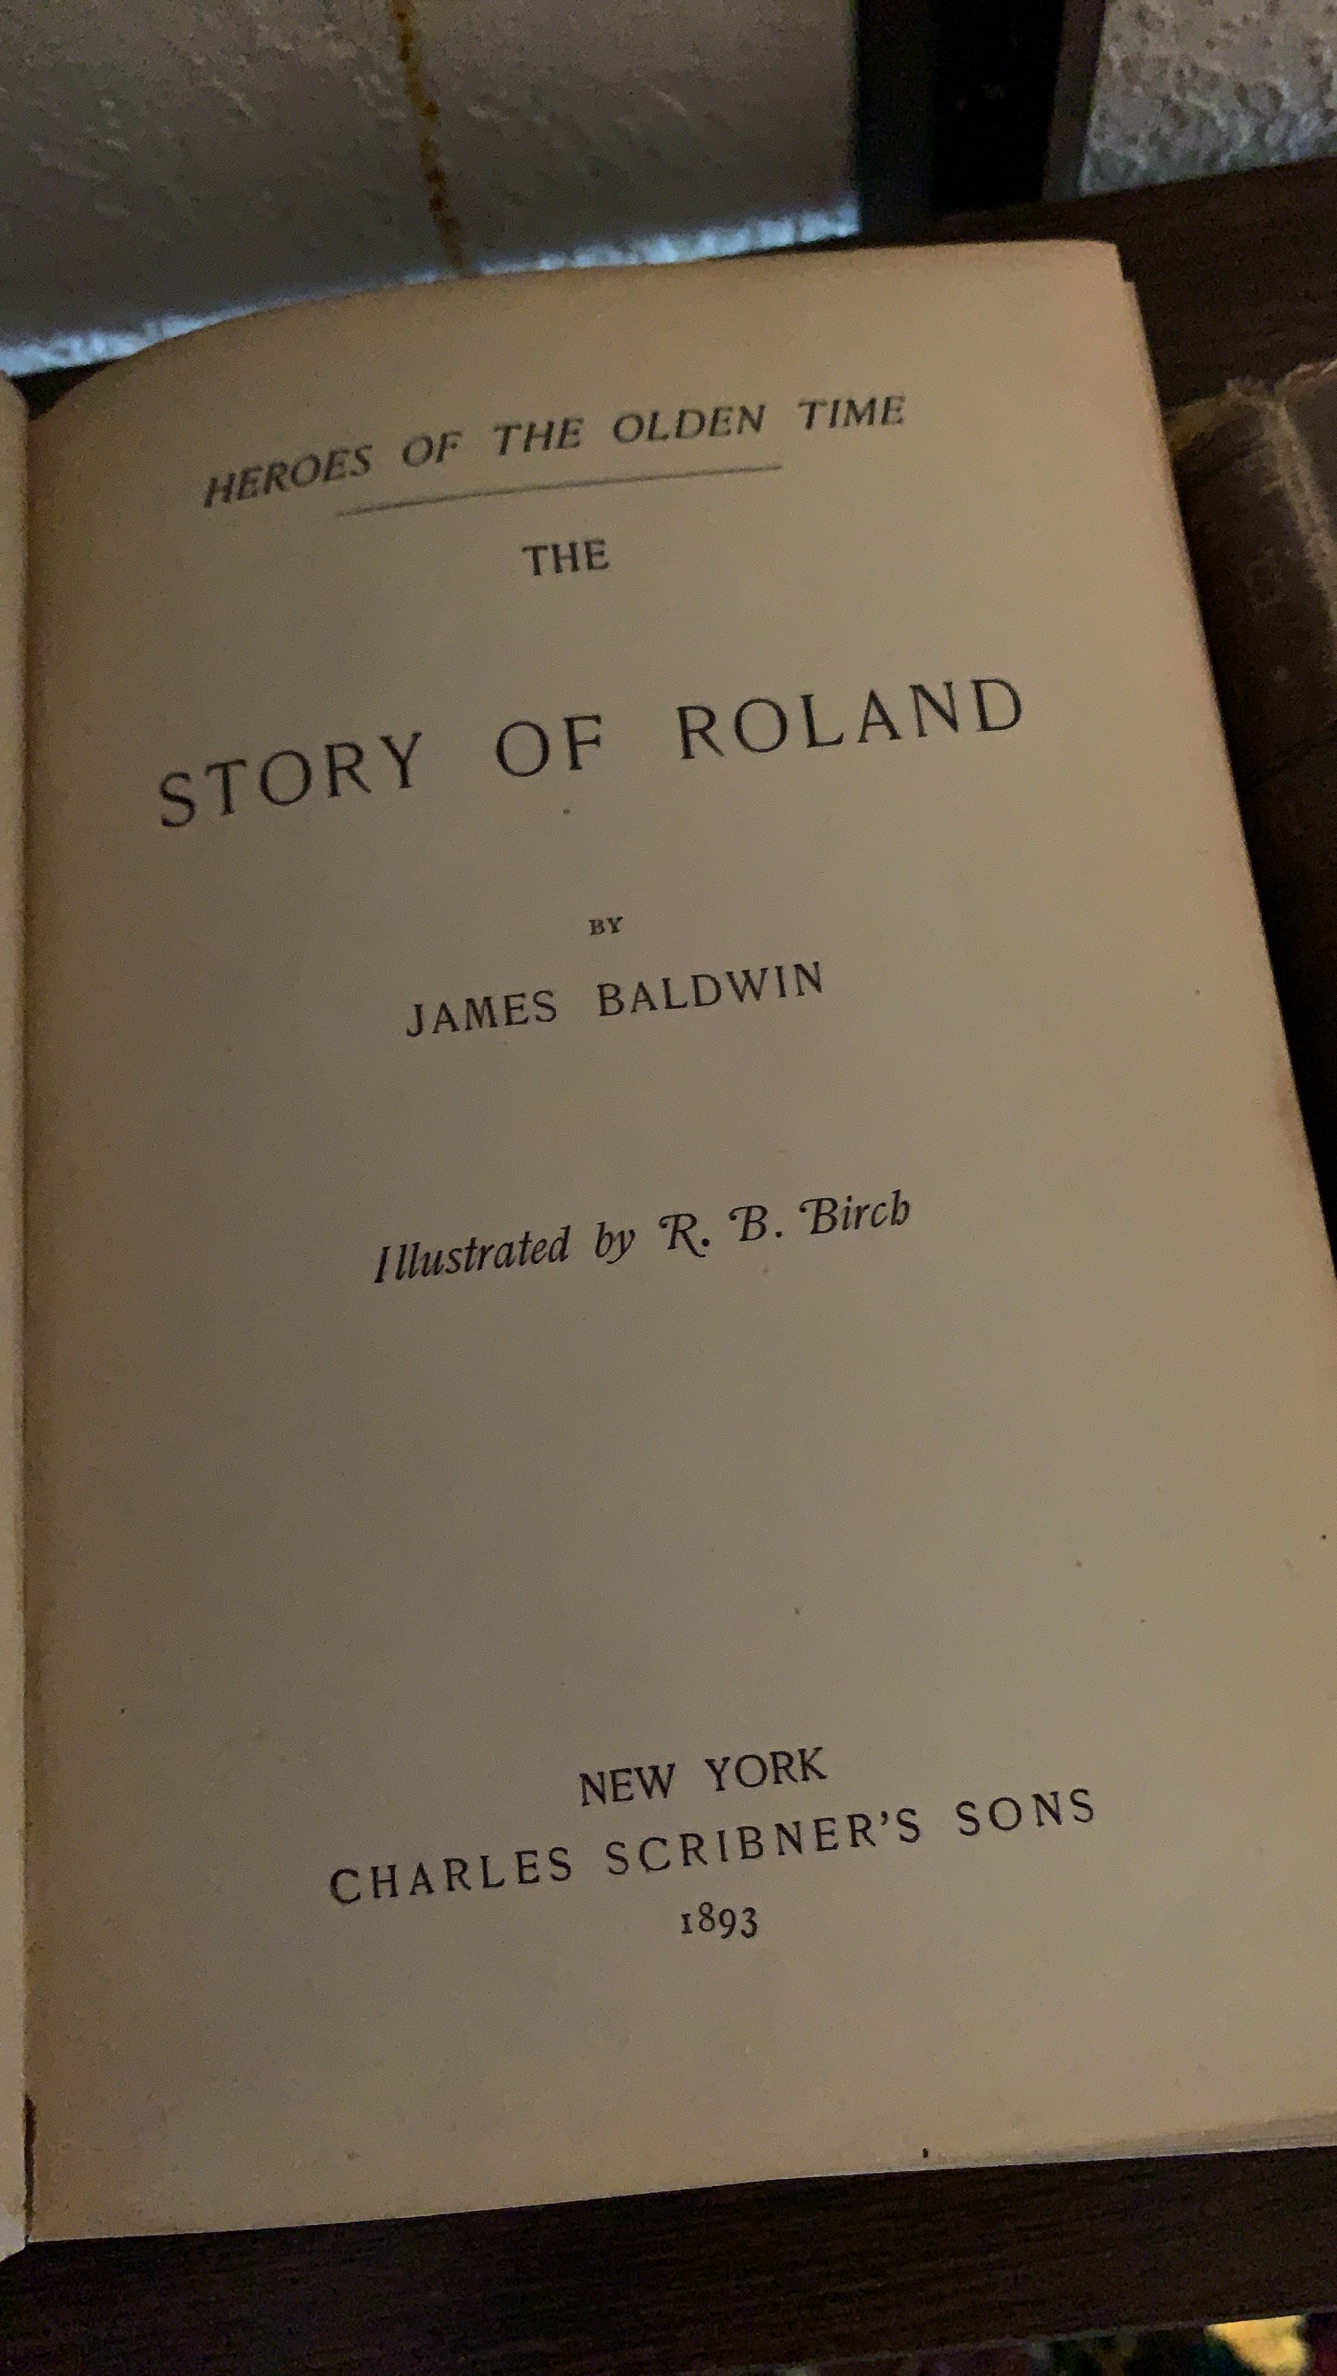 HEROES OF THE OLDEN TIME
THE
STORY OF ROLAND
BY
JAMES BALDWIN
Illustrated by R. B. Birch
NEW YORK
CHARLES SCRIBNER'S SONS
1893